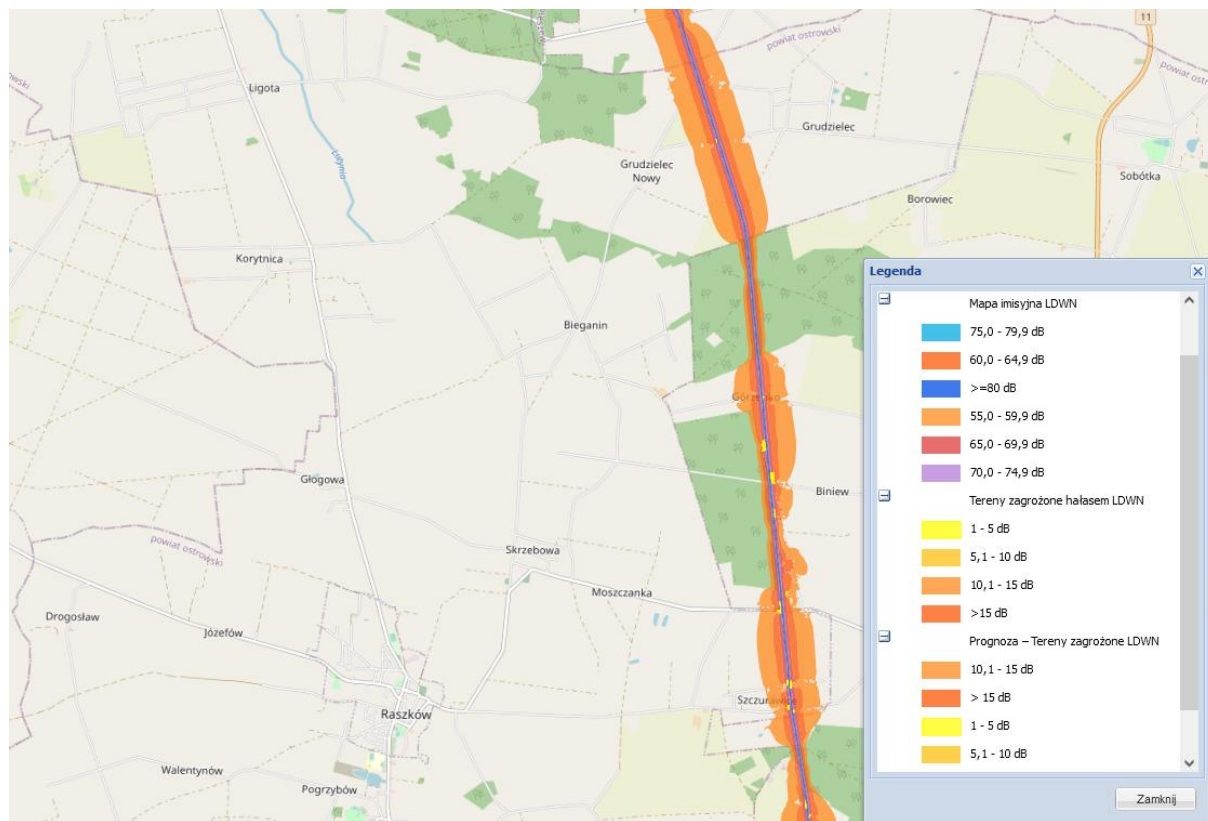 11
powiat ostrowski
Ligota
Lutynia
Grudzielec
Grudzielec
Nowy
Sobótka
Borowiec
Korytnica
Bieganin
Głogowa
Biniew
powiat ostrowski
Skrzebowa
Moszczanka
Drogosław
Józefów
Raszków
Walentynów
Pogrzybów
Legenda
Mapa imisyjna LDWN
75,0 - 79,9 dB
60,0 - 64,9 dB
>=80 dB
55,0 - 59,9 dB
65,0 - 69,9 dB
70,0 - 74,9 dB
Tereny zagrożone hałasem LDWN
1 - 5 dB
5,1 - 10 dB
10,1 - 15 dB
>15 dB
Prognoza – Tereny zagrożone LDWN
10,1 - 15 dB
> 15 dB
1 - 5 dB
5,1 - 10 dB
Zamknij